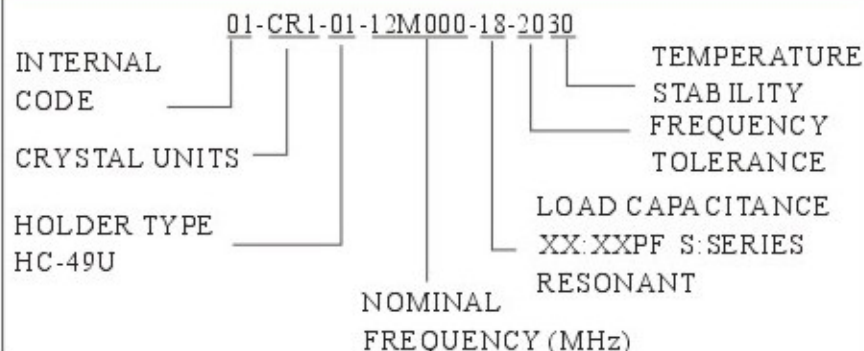 01-CR1-01-12M000-18-2030
INTERNAL
CODE
CRYSTAL UNITS
HOLDER TYPE
HC-49U
NOMINAL
FREQUENCY (MHz)
LOAD CAPACITANCE
XX:XXPF S:SERIES
RESONANT
FREQUENCY
TOLERANCE
TEMPERATURE
STABILITY